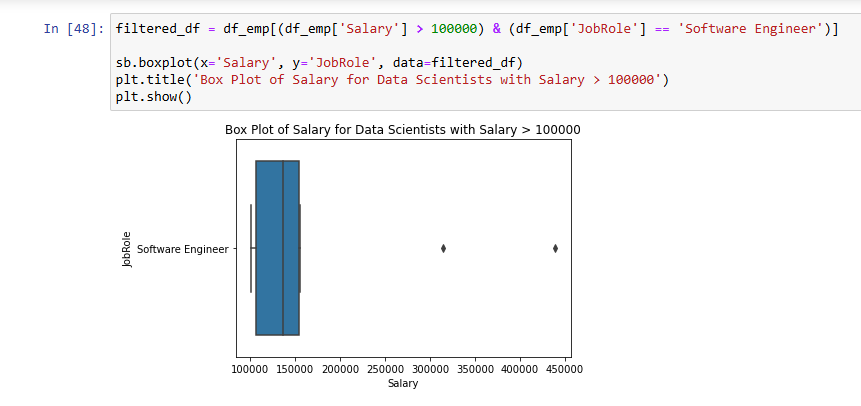 In [48]: filtered_df = df_emp[(df_emp['Salary'] > 100000) & (df_emp['JobRole'] == 'Software Engineer')]
sb.boxplot(x='Salary', y='JobRole', data=filtered_df)
plt.title('Box Plot of Salary for Data Scientists with Salary > 100000')
plt.show()
Box Plot of Salary for Data Scientists with Salary > 100000
JobRole
Software Engineer
100000 150000 200000 250000 300000 350000 400000 450000
Salary